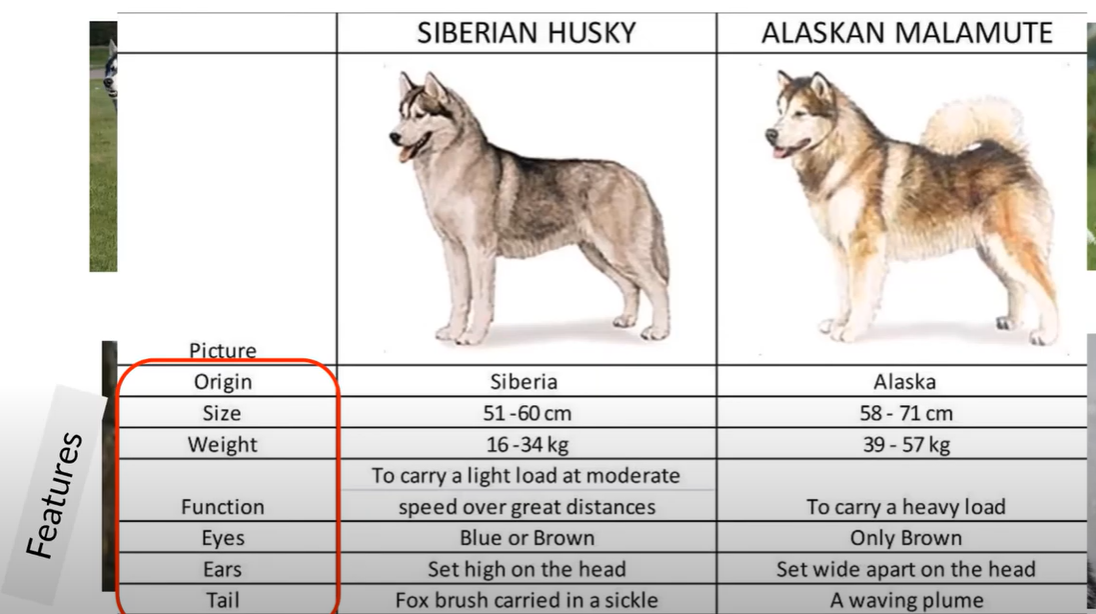 SIBERIAN HUSKY ALASKAN MALAMUTE
Picture
Origin Siberia Alaska
Size 51 -60 cm 58 - 71 cm
Weight 16 -34 kg 39 - 57 kg
To carry a light load at moderate
Function speed over great distances To carry a heavy load
Eyes Blue or Brown Only Brown
Ears Set high on the head Set wide apart on the head
Tail Fox brush carried in a sickle A waving plume
Features